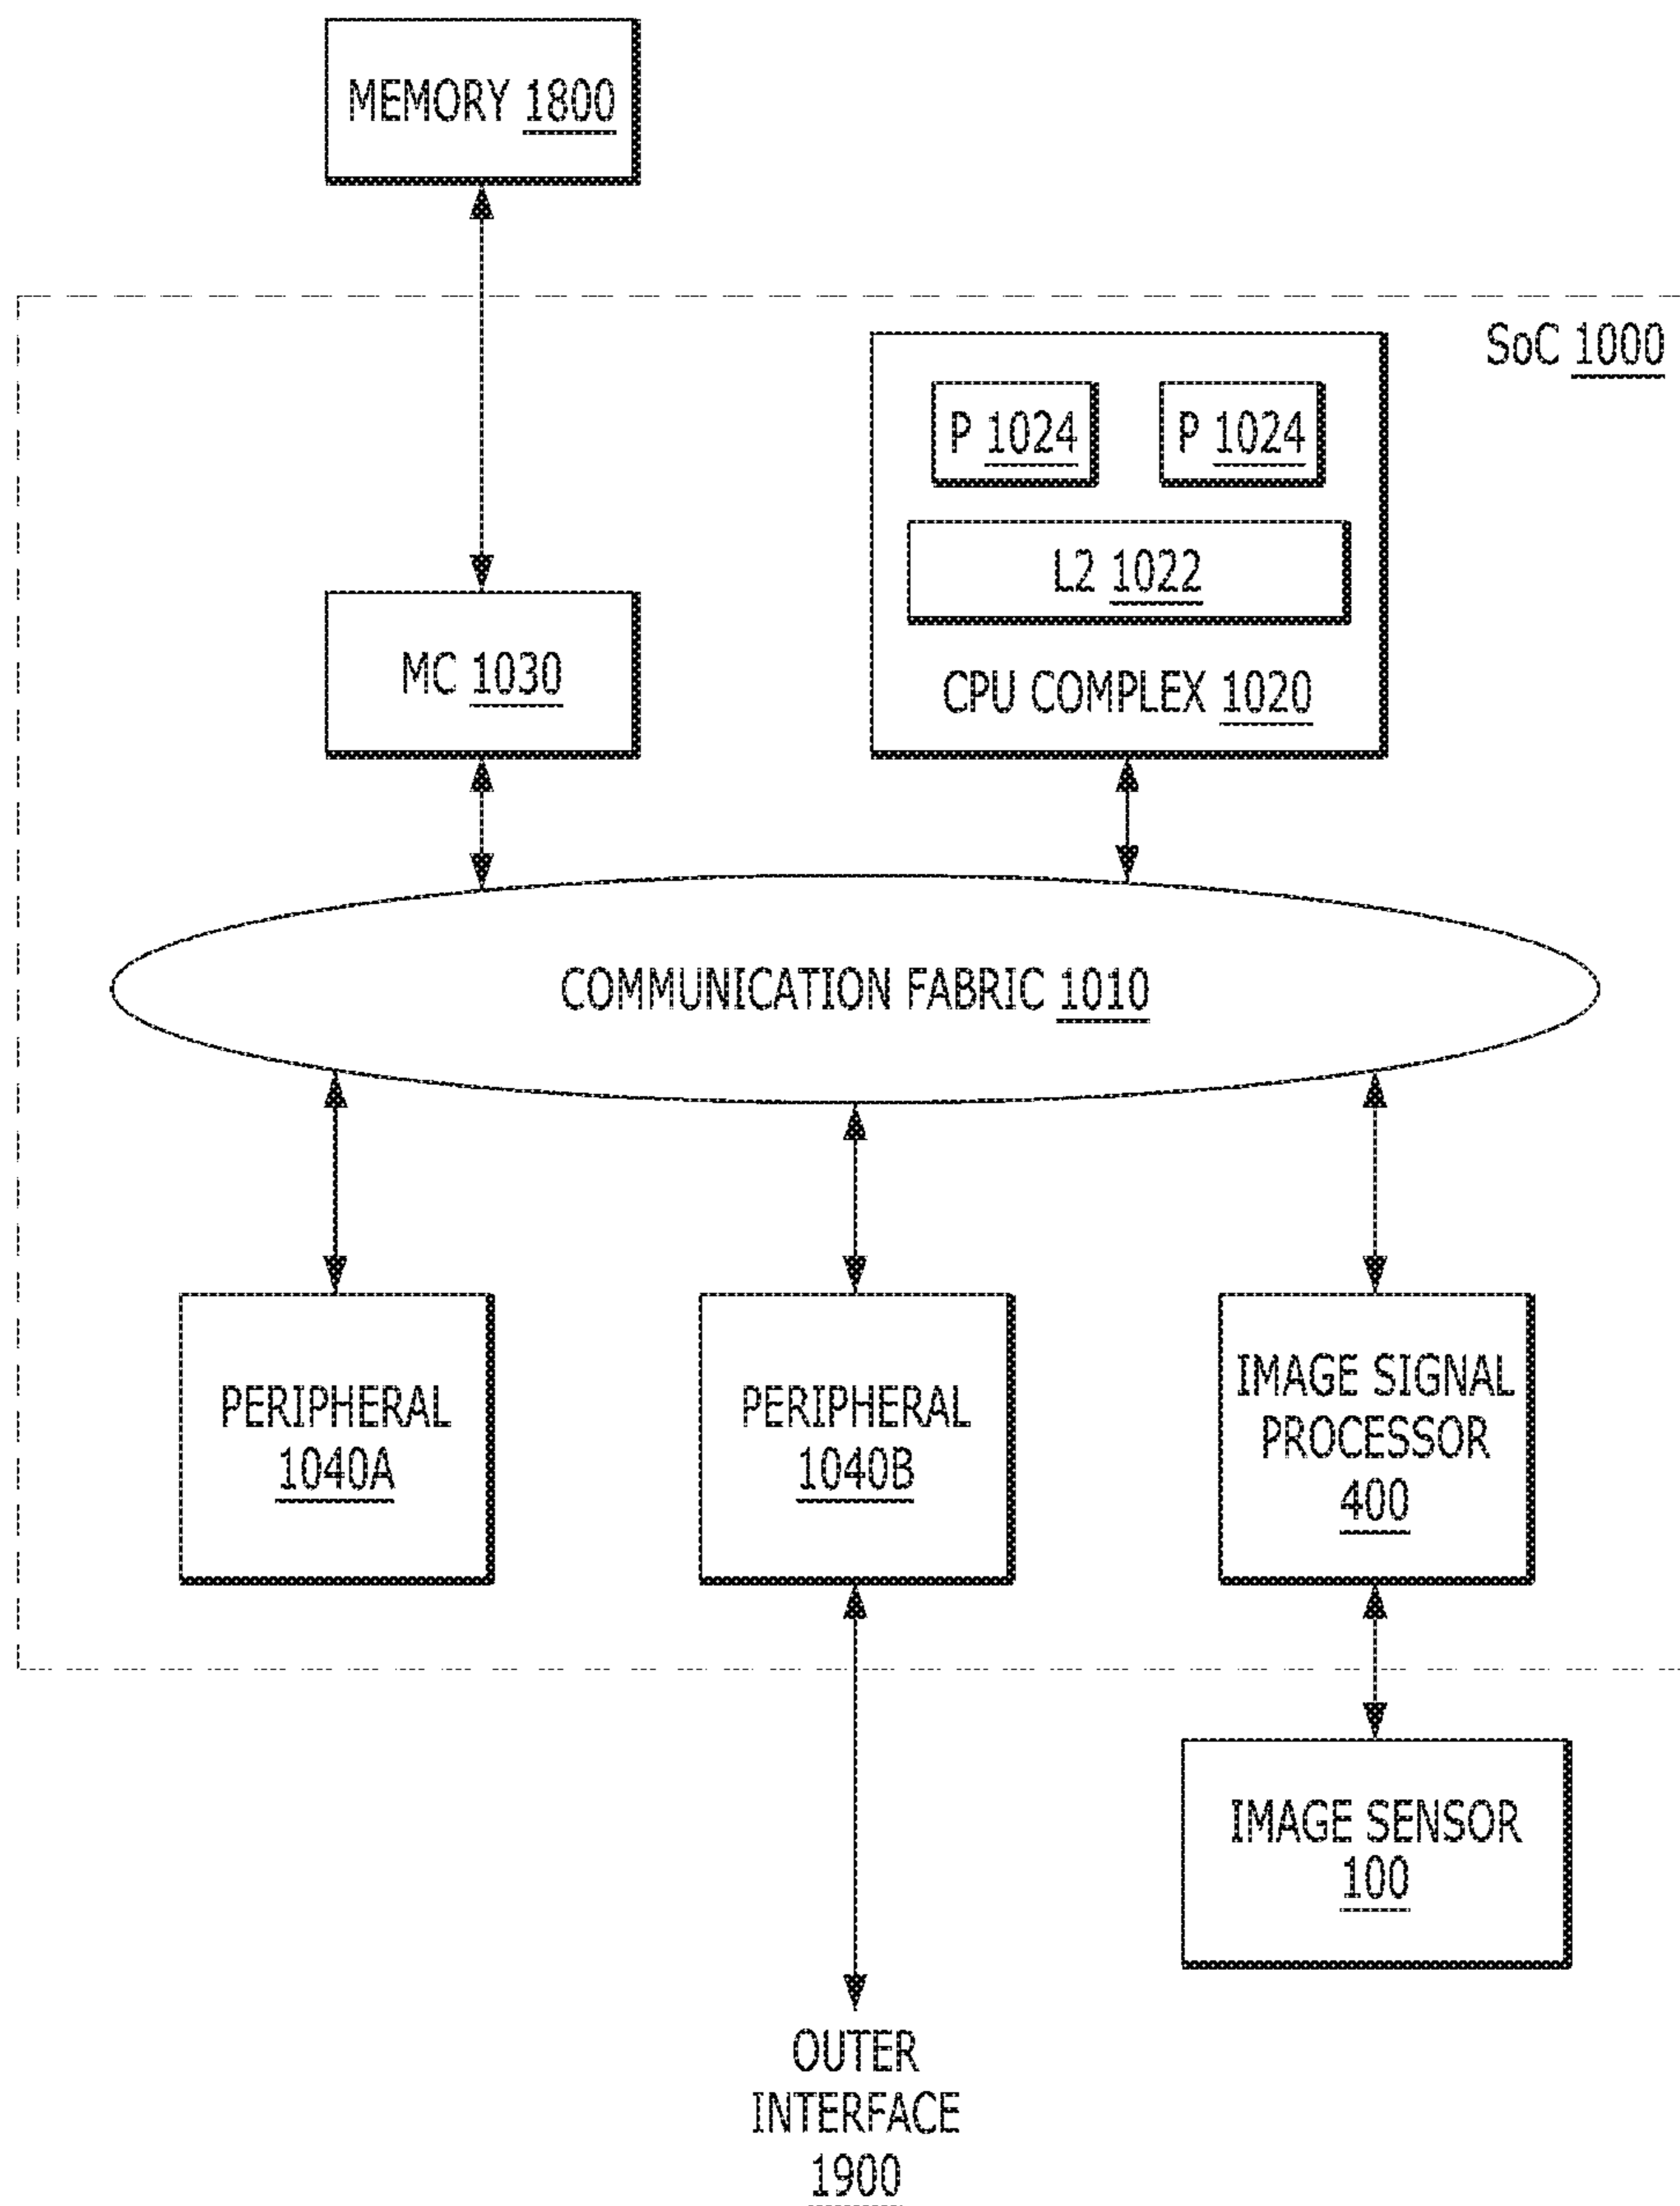 MEMORY 1800
SoC 1000
P 1024
P 1024
L2 1022
MC 1030
CPU COMPLEX 1020
COMMUNICATION FABRIC 1010
PERIPHERAL
1040A
PERIPHERAL
1040B
IMAGE SIGNAL
PROCESSOR
400
IMAGE SENSOR
100
OUTER
INTERFACE
1900